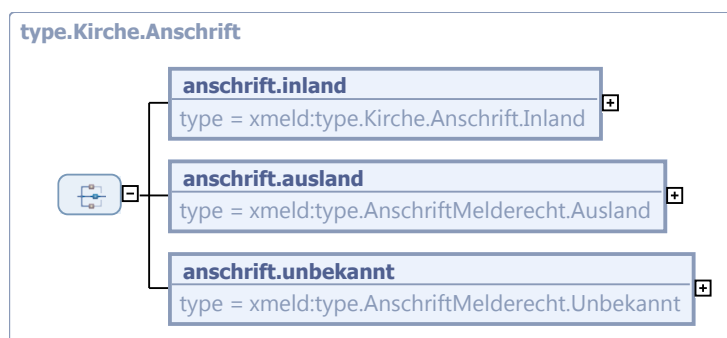 type.Kirche.Anschrift
anschrift.inland
type = xmeld:type.Kirche.Anschrift.Inland
anschrift.ausland
type = xmeld:type.AnschriftMelderecht.Ausland
anschrift.unbekannt
type = xmeld:type.AnschriftMelderecht.Unbekannt